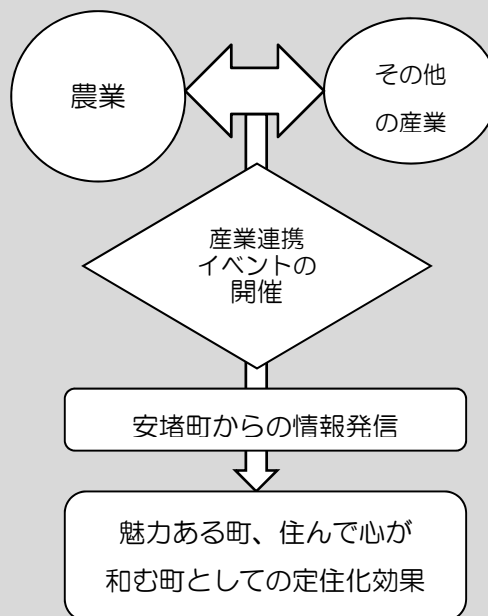 農業
その他
の産業
産業連携
イベントの
開催
安堵町からの情報発信
魅力ある町、住んで心が
和む町としての定住化効果